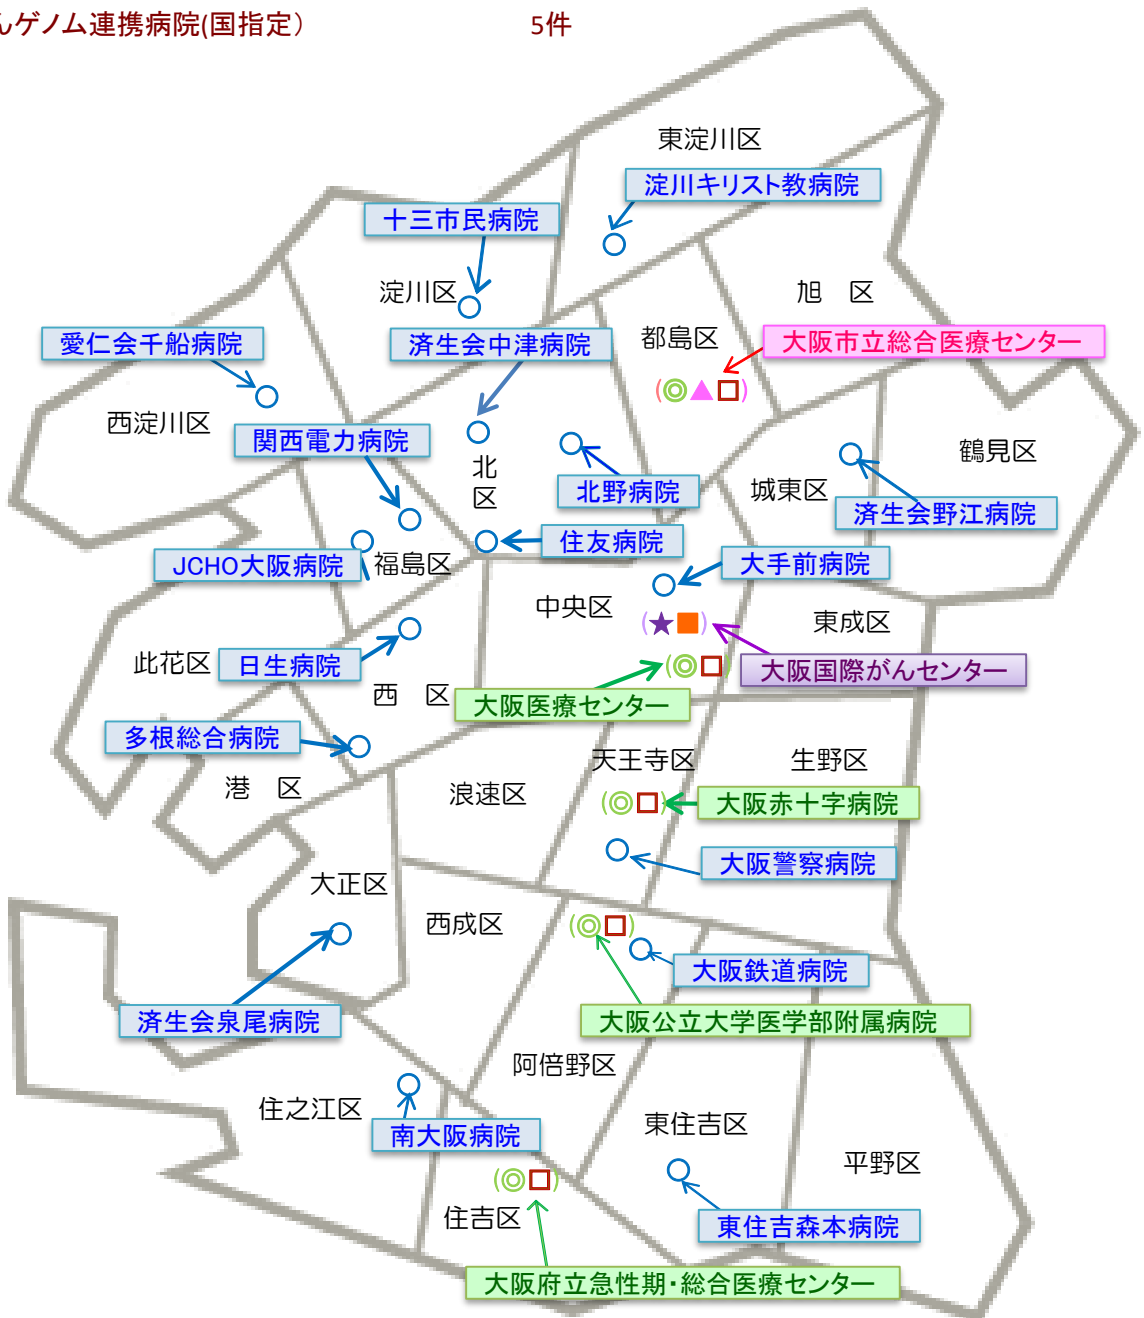 んゲノム連携病院(国指定）　5件
東淀川区
淀川キリスト教病院
十三市民病院
淀川区
旭　区
愛仁会千船病院
済生会中津病院
都島区
大阪市立総合医療センター
(◎▲□)
西淀川区
関西電力病院
北区
北野病院
城東区
鶴見区
済生会野江病院
JCHO大阪病院
福島区
住友病院
大手前病院
中央区
(★■)
東成区
此花区
日生病院
西　区
(◎□)
大阪国際がんセンター
大阪医療センター
多根総合病院
港　区
浪速区
天王寺区
生野区
(◎□)
大阪赤十字病院
大阪警察病院
大正区
西成区
(◎□)
大阪鉄道病院
済生会泉尾病院
大阪公立大学医学部附属病院
阿倍野区
住之江区
南大阪病院
東住吉区
平野区
(◎□)
住吉区
東住吉森本病院
大阪府立急性期･総合医療センター